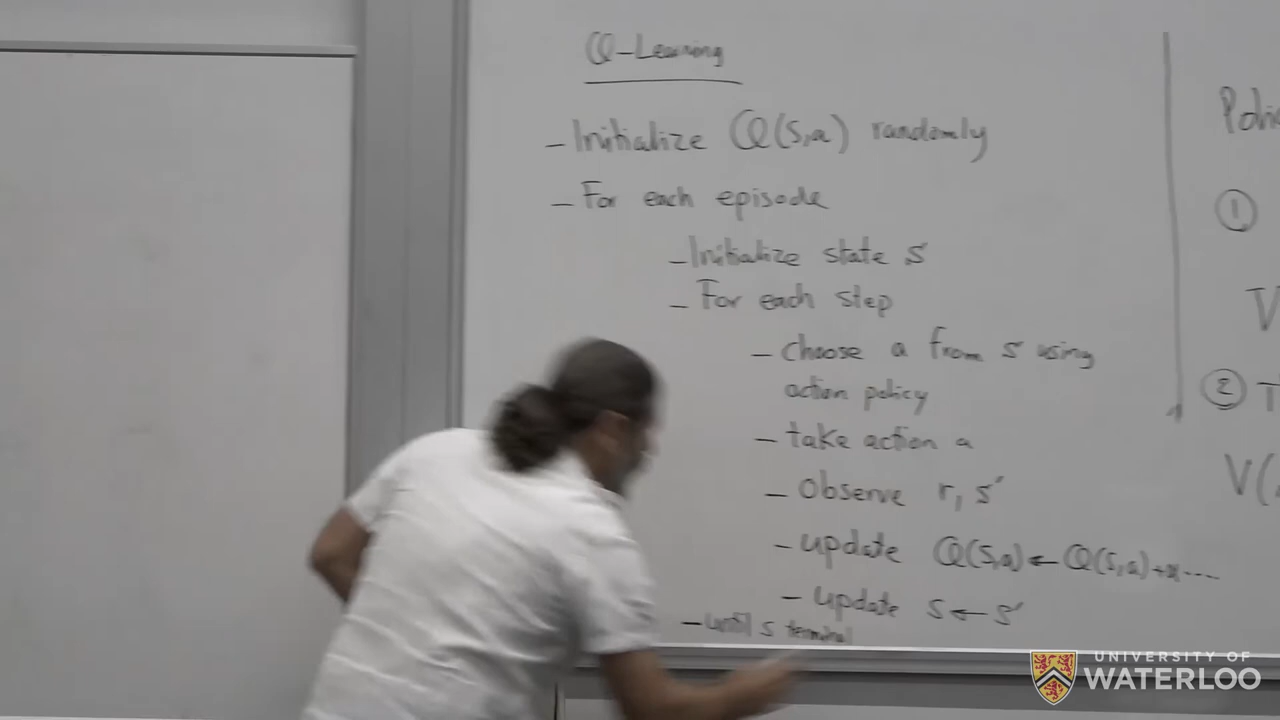 Q-Learning
- Initialize Q(s,a) randomly
- For each episode
- Initialize state s
- For each step
- Choose a from s using
action policy
- take action a
- Observe r, s'
- update Q(s,a) ← Q(s,a) + α ....
- update s ← s'
- until s terminal
①
V
② T
V(
UNIVERSITY OF
WATERLOO